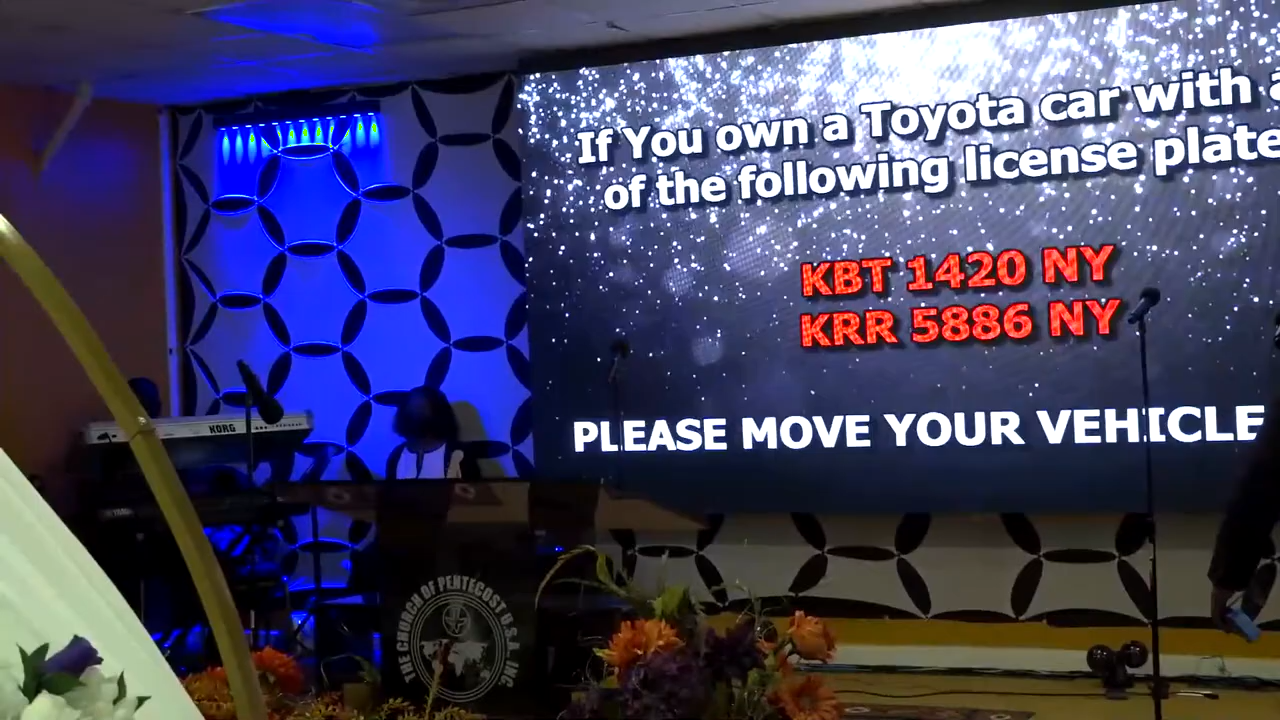 If You own a Toyota car with a
of the following license plate
KBT 1420 NY
KRR 5886 NY
PLEASE MOVE YOUR VEHICLE
KORG
THE CHURCH OF PENTECOST U.S.A. INC